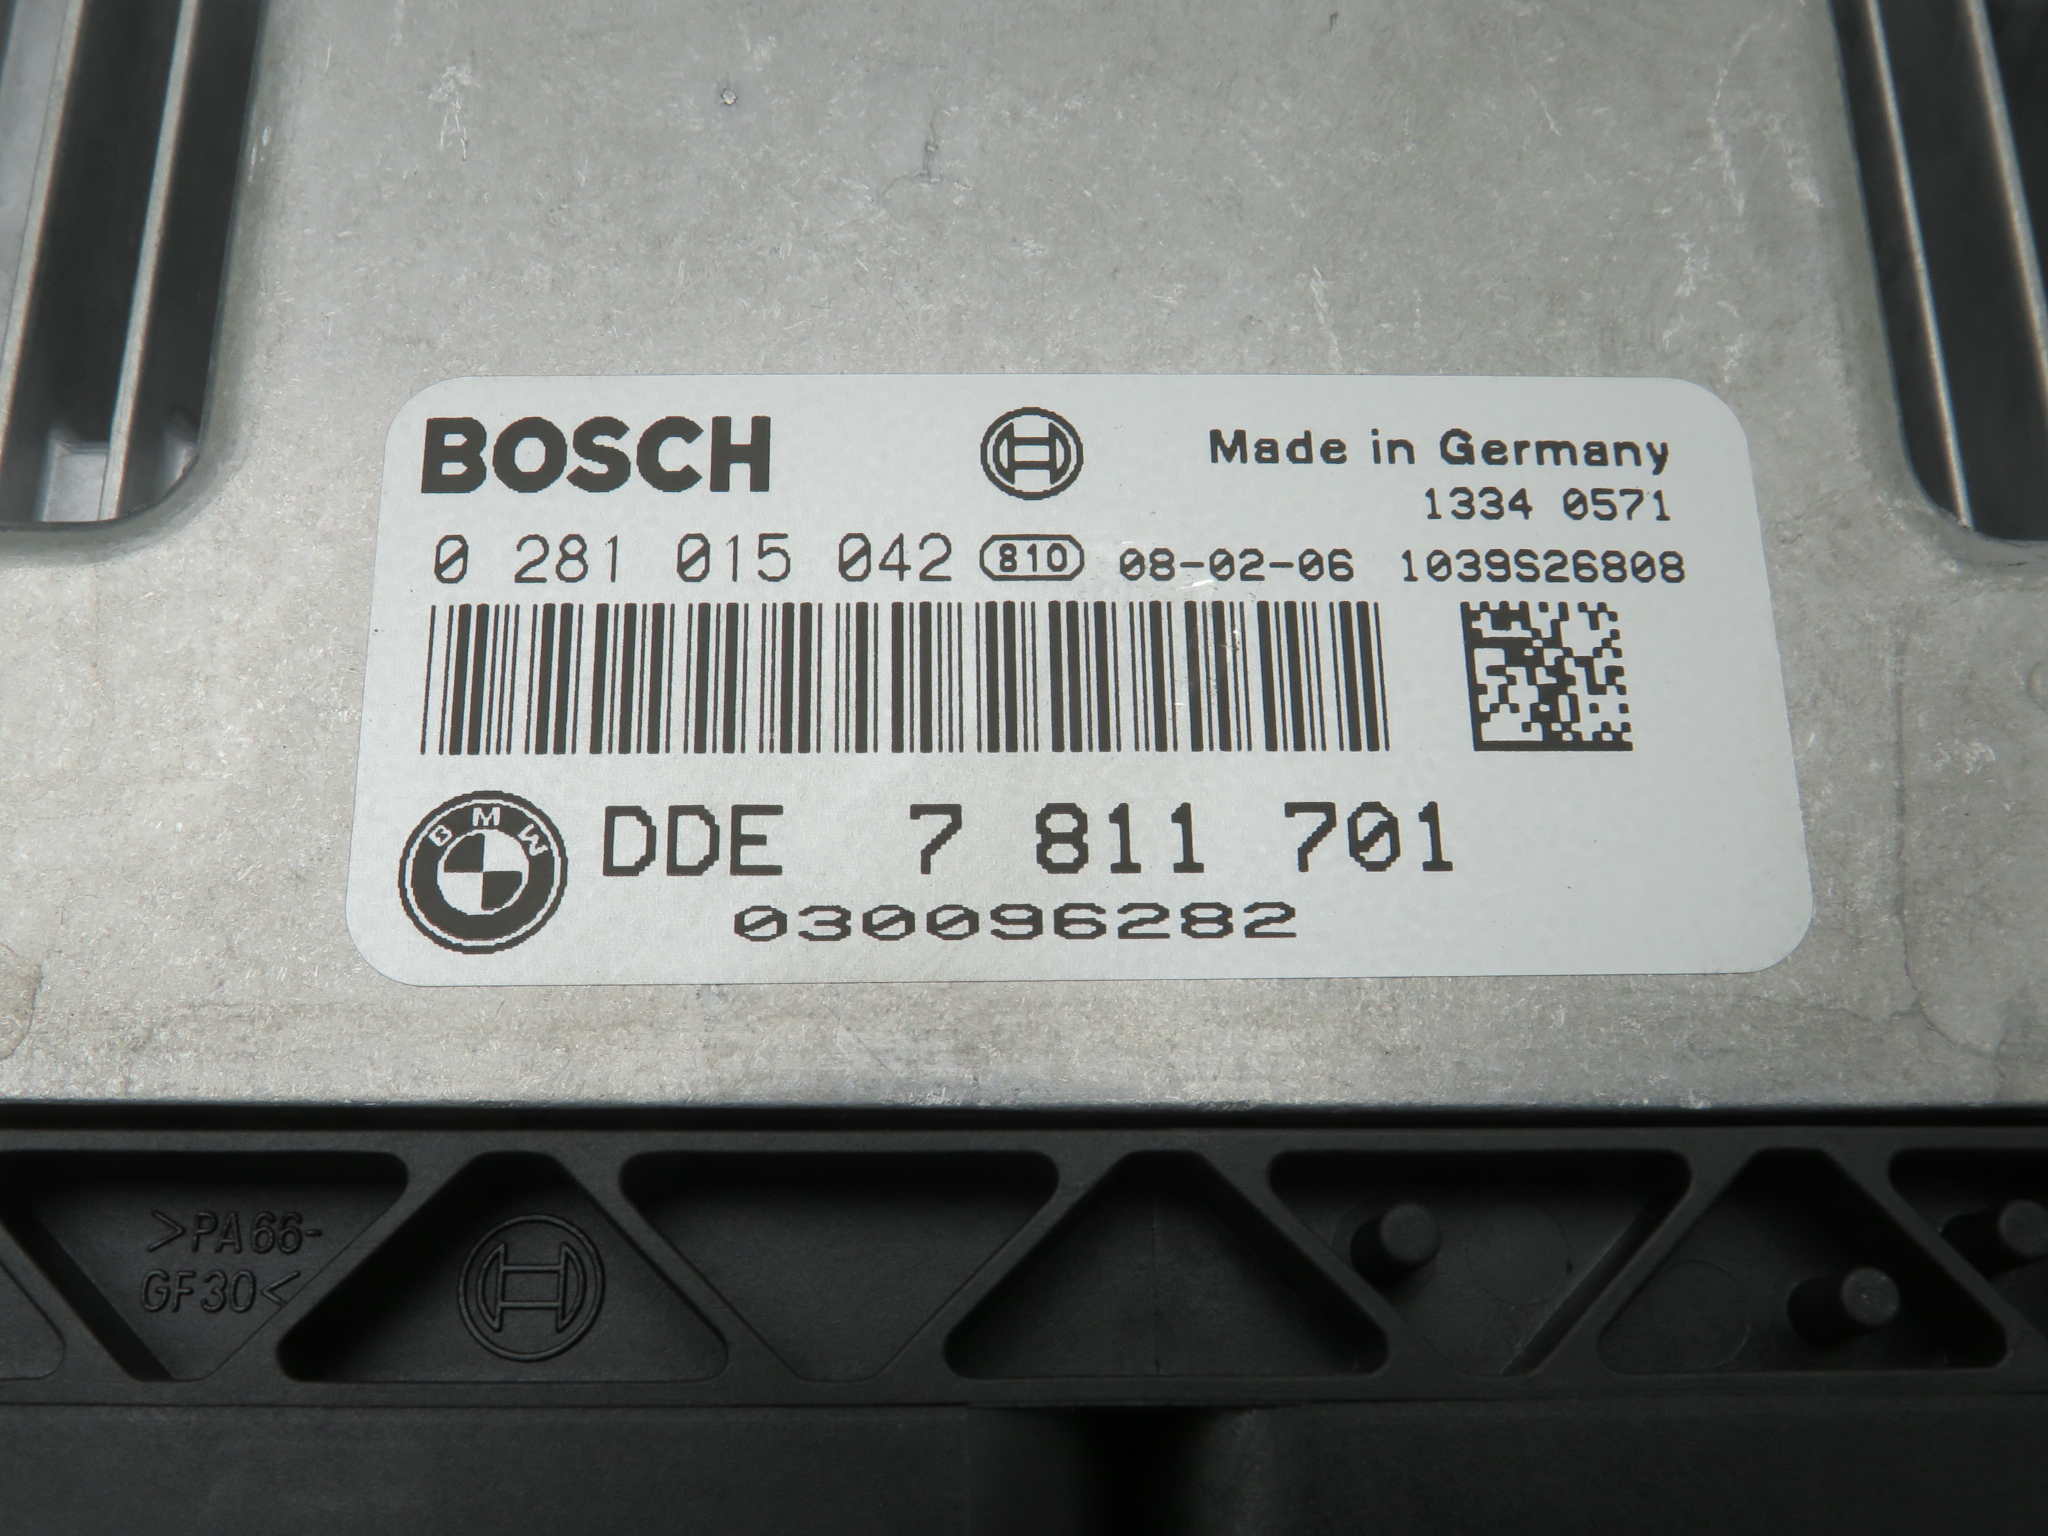 BOSCH
Made in Germany
1334 0571
0 281 015 042 810 08-02-06 1039S26808
BMW
DDE 7 811 701
030096282
>PA66-
GF30<